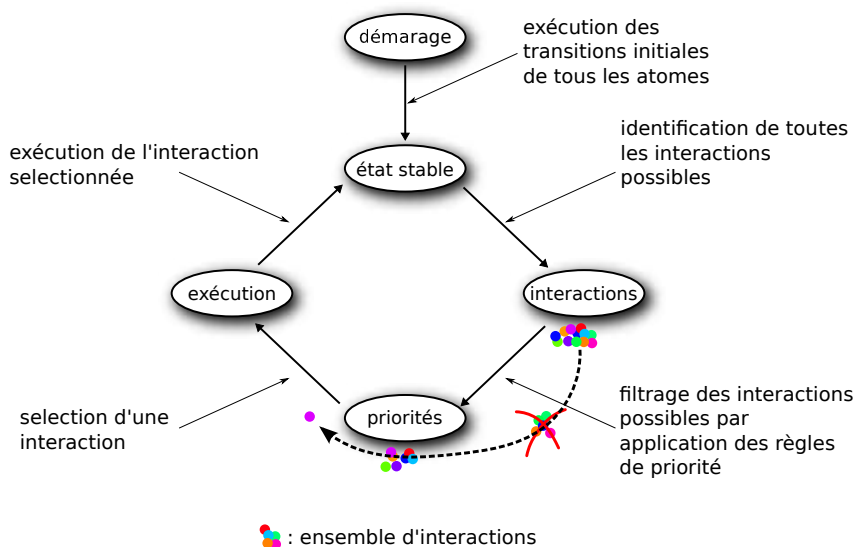 démarage
exécution des
transitions initiales
de tous les atomes
exécution de l'interaction
selectionnée
état stable
identification de toutes
les interactions
possibles
exécution
interactions
selection d'une
interaction
priorités
filtrage des interactions
possibles par
application des règles
de priorité
: ensemble d'interactions